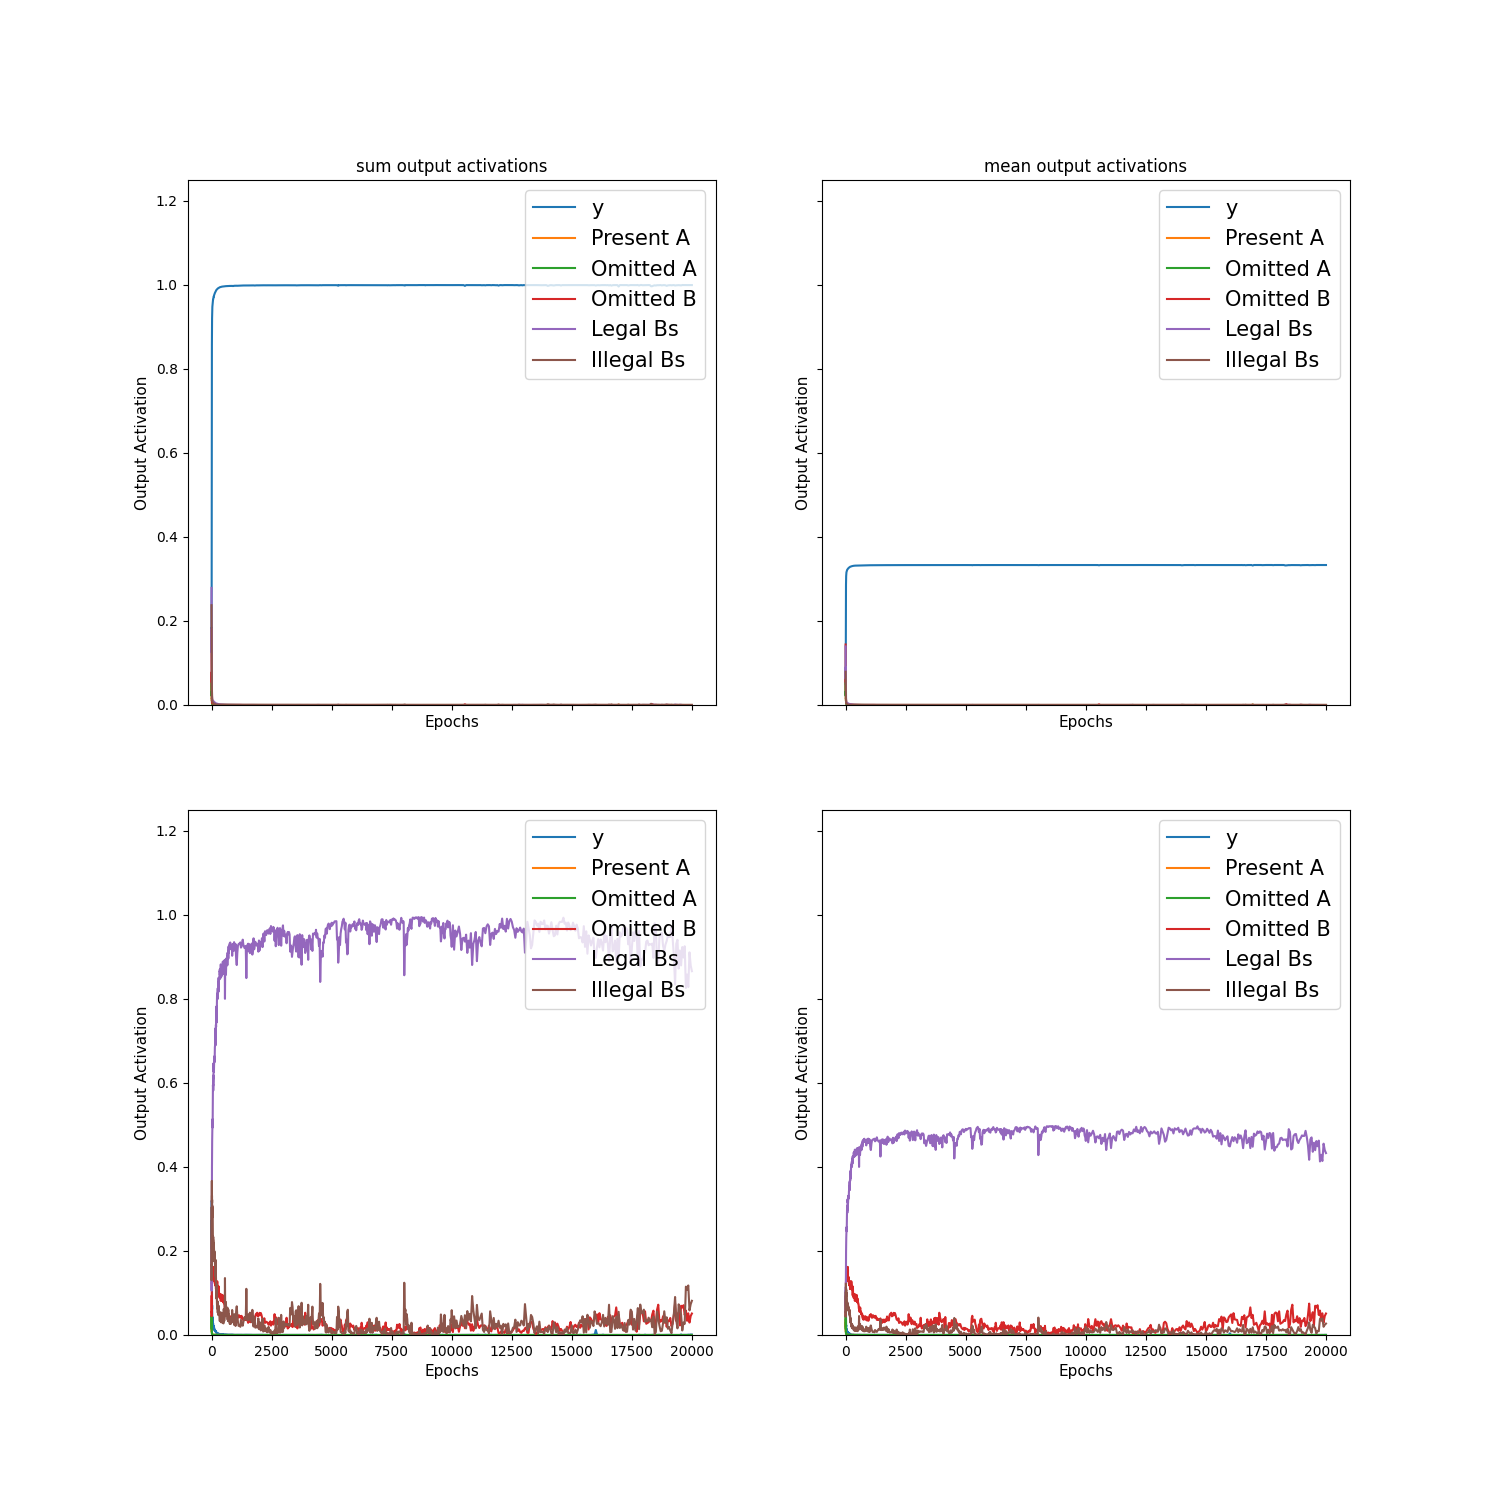 sum output activations
mean output activations
1.2
1.0
0.8
0.6
0.4
0.2
0.0
Output Activation
Epochs
y
Present A
Omitted A
Omitted B
Legal Bs
Illegal Bs
Output Activation
Epochs
y
Present A
Omitted A
Omitted B
Legal Bs
Illegal Bs
1.2
1.0
0.8
0.6
0.4
0.2
0.0
Output Activation
0 2500 5000 7500 10000 12500 15000 17500 20000
Epochs
y
Present A
Omitted A
Omitted B
Legal Bs
Illegal Bs
Output Activation
0 2500 5000 7500 10000 12500 15000 17500 20000
Epochs
y
Present A
Omitted A
Omitted B
Legal Bs
Illegal Bs